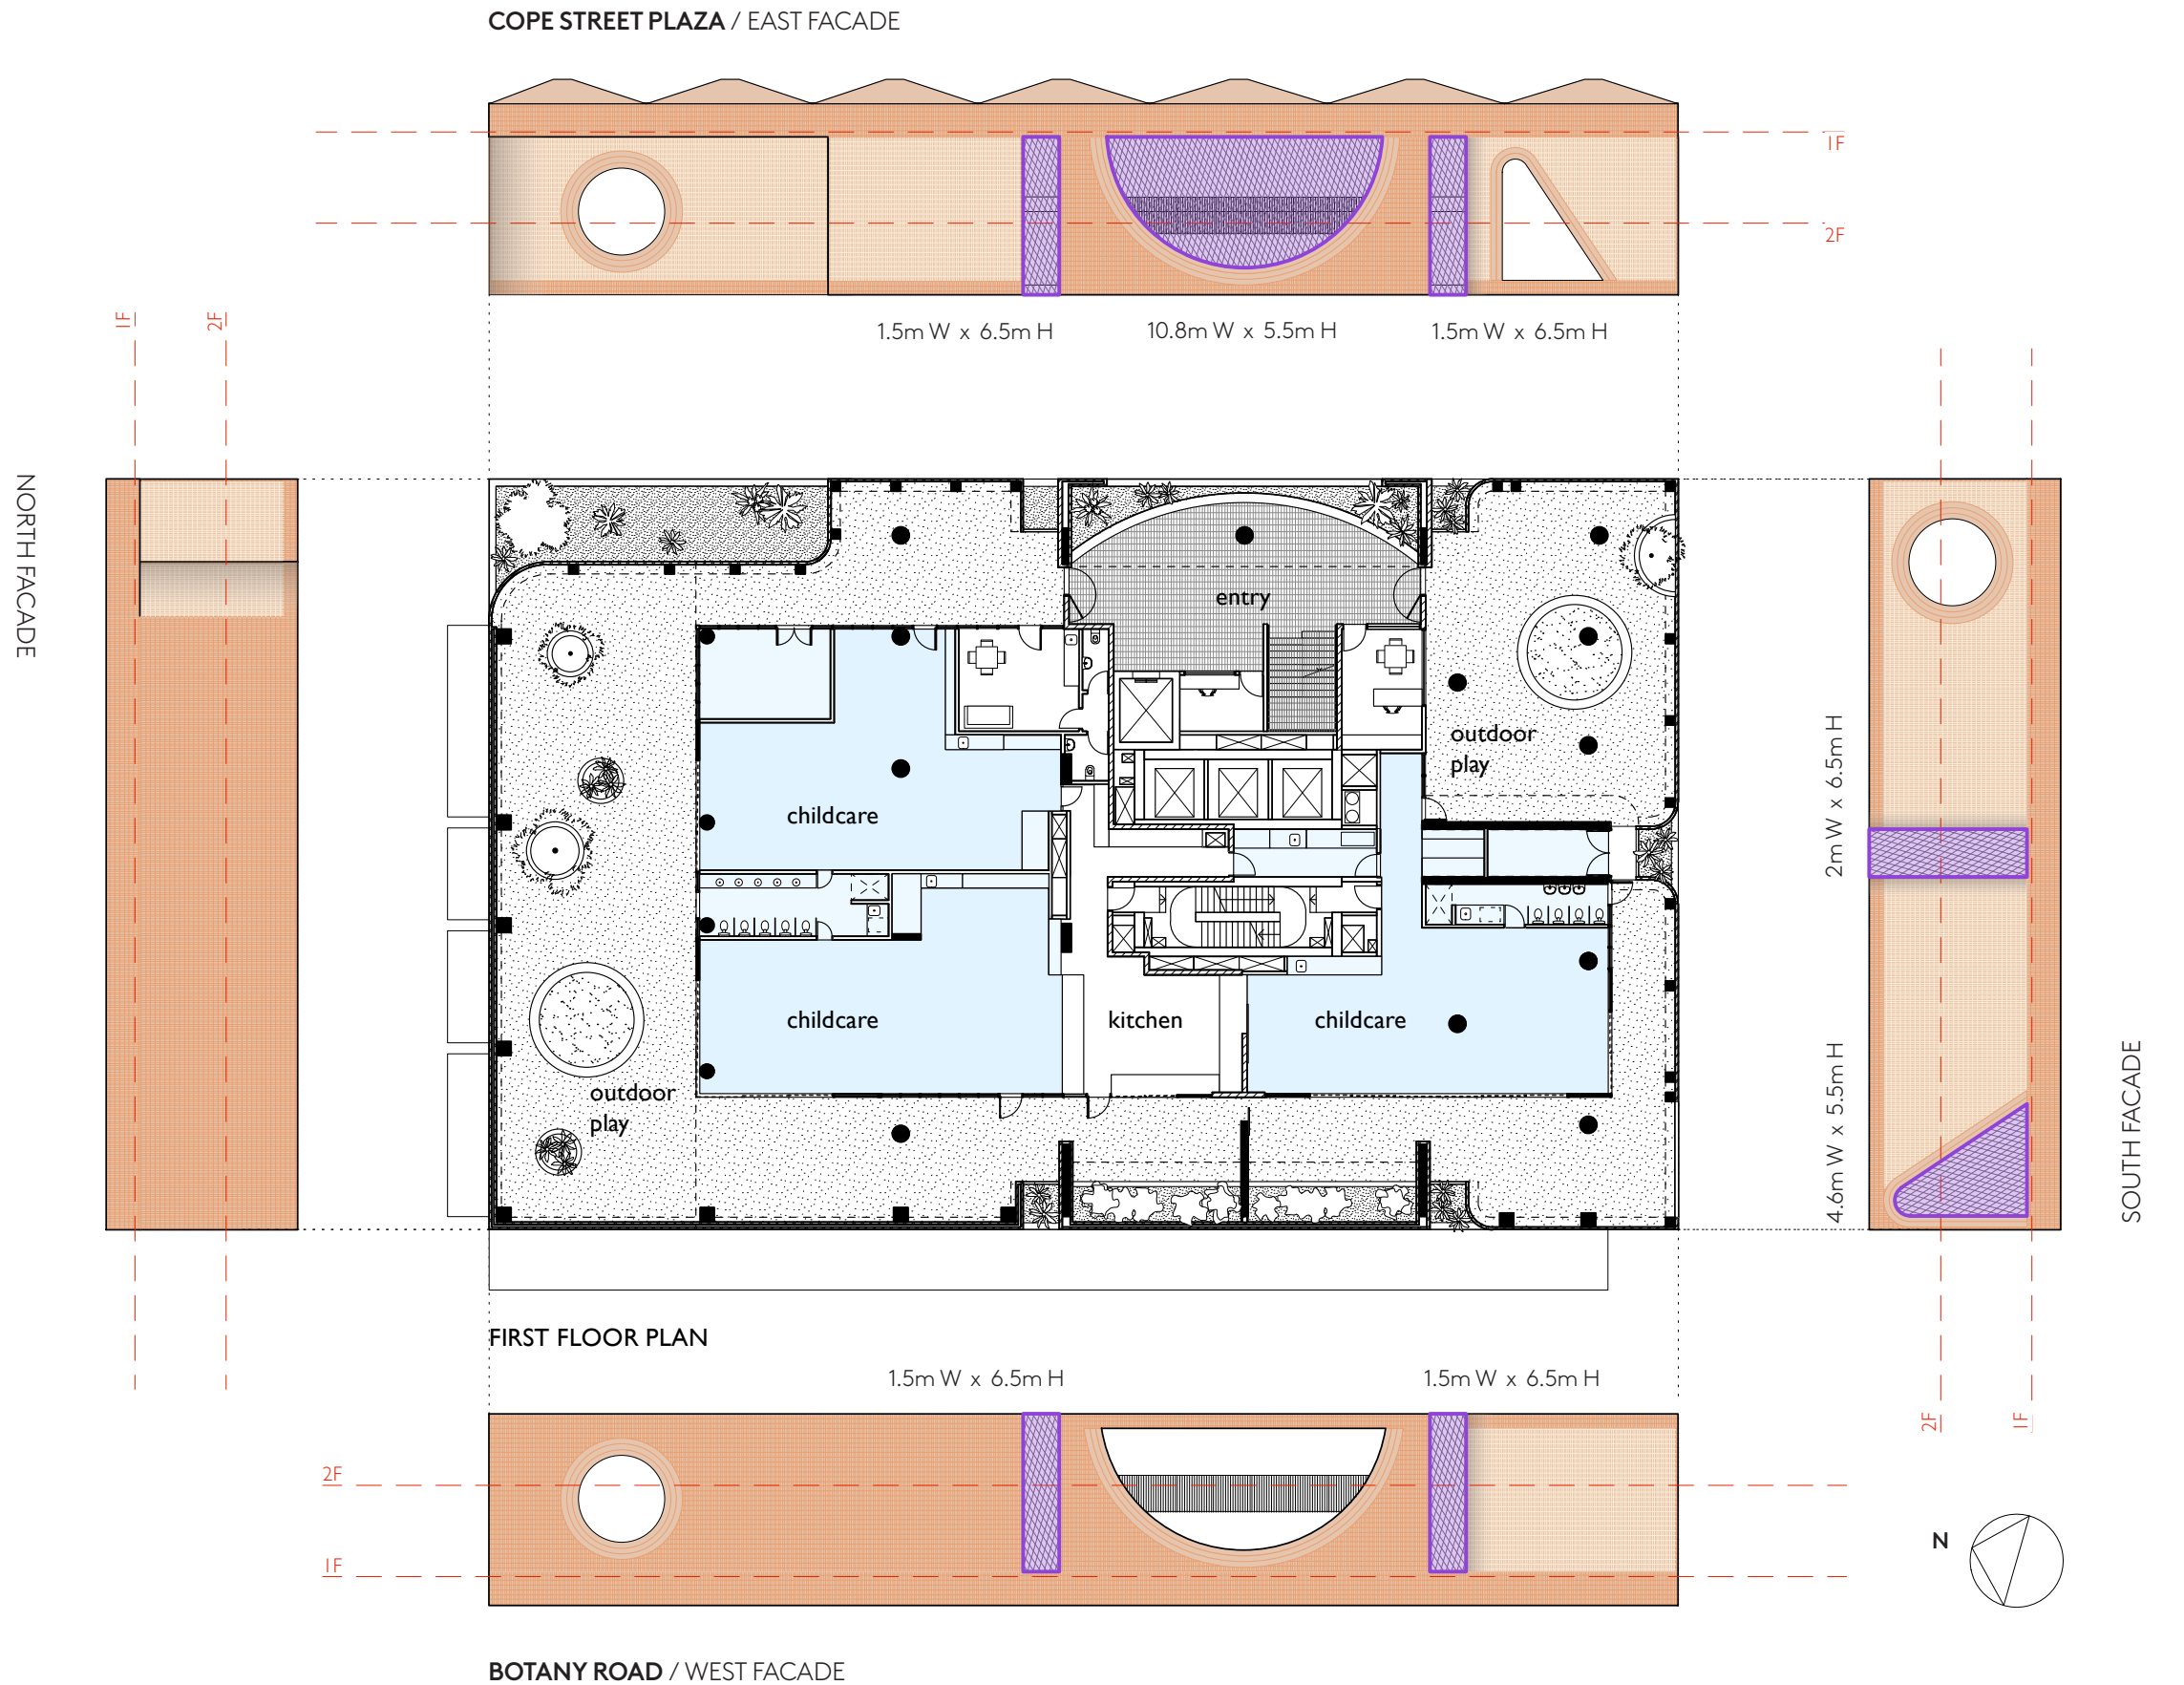 COPE STREET PLAZA / EAST FACADE
1F
2F
1.5m W x 6.5m H
10.8m W x 5.5m H
1.5m W x 6.5m H
1F
2F
NORTH FACADE
entry
outdoor
play
childcare
childcare
kitchen
childcare
outdoor
play
2m W x 6.5m H
4.6m W x 5.5m H
SOUTH FACADE
2F
1F
FIRST FLOOR PLAN
1.5m W x 6.5m H
1.5m W x 6.5m H
2F
1F
N
BOTANY ROAD / WEST FACADE